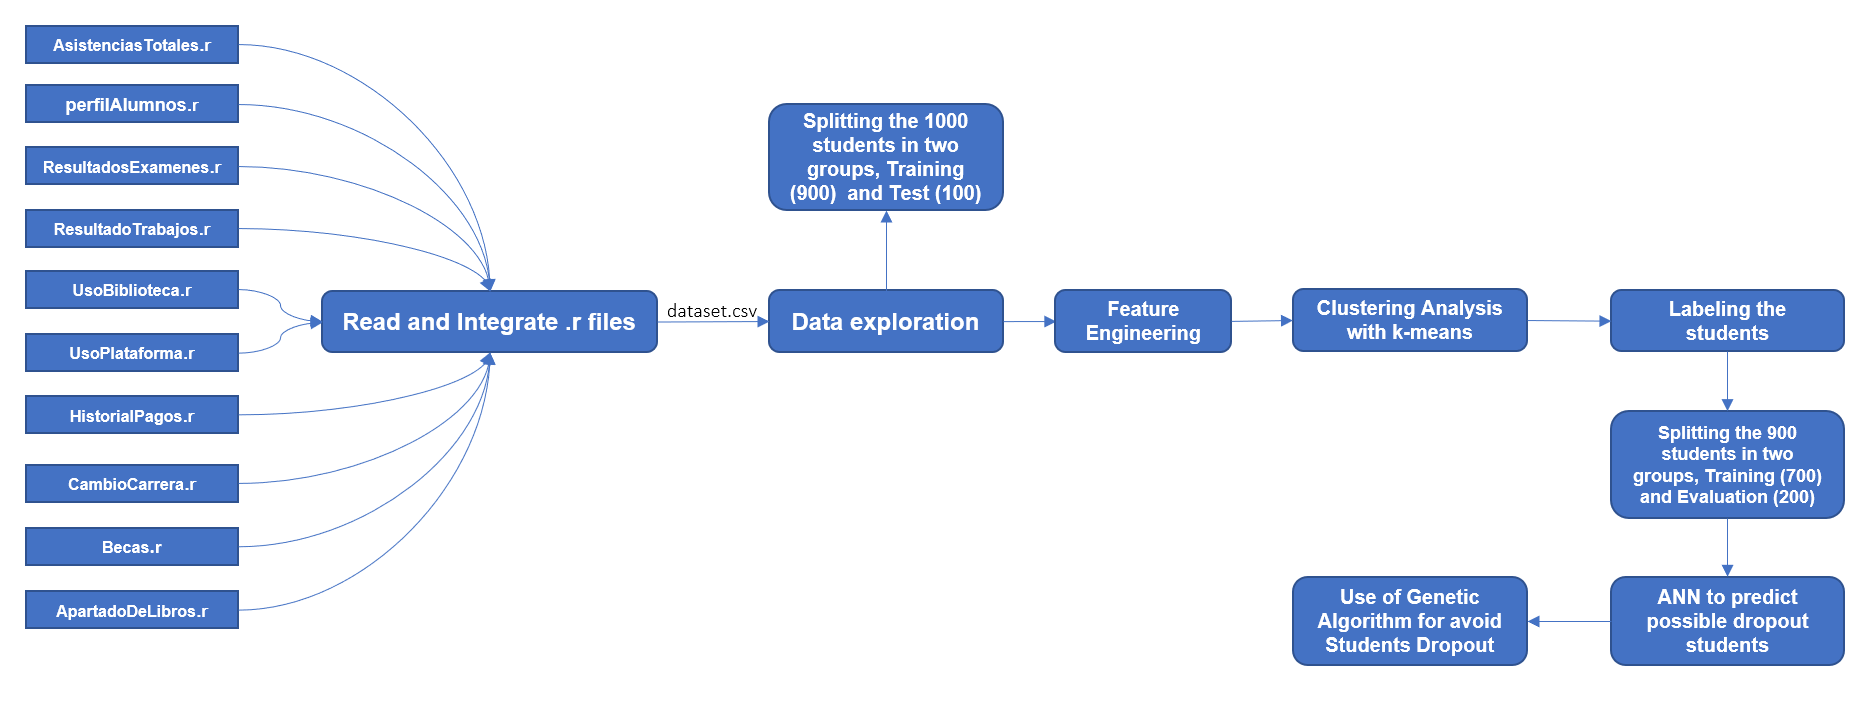 AsistenciasTotales.r
perfilAlumnos.r
ResultadosExamenes.r
ResultadoTrabajos.r
UsoBiblioteca.r
UsoPlataforma.r
HistorialPagos.r
CambioCarrera.r
Becas.r
ApartadoDeLibros.r
Read and Integrate .r files
dataset.csv
Splitting the 1000
students in two
groups, Training
(900) and Test (100)
Data exploration
Feature
Engineering
Clustering Analysis
with k-means
Labeling the
students
Splitting the 900
students in two
groups, Training (700)
and Evaluation (200)
ANN to predict
possible dropout
students
Use of Genetic
Algorithm for avoid
Students Dropout